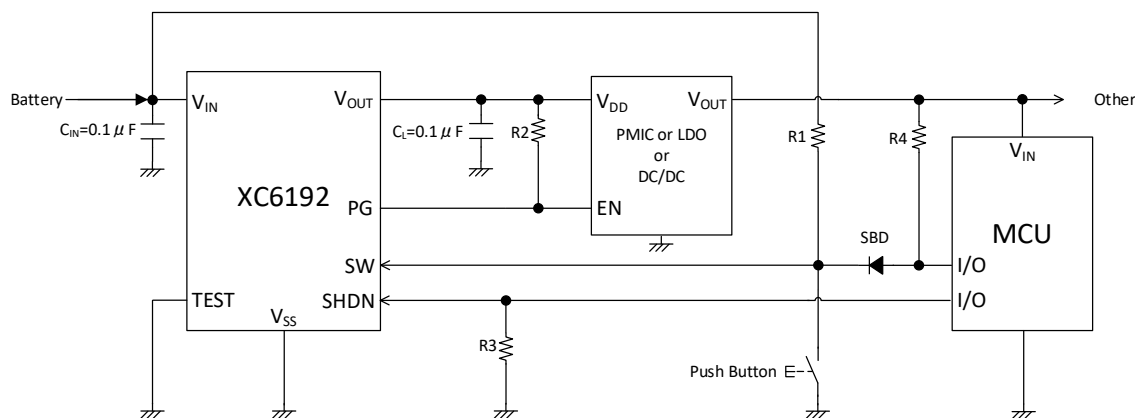 Battery
VIN
CIN=0.1μF
XC6192
VOUT
PG
SW
SHDN
TEST
VSS
CL=0.1μF
R2
VDD
VOUT
PMIC or LDO
or
DC/DC
EN
R1
R4
Other
VIN
MCU
SBD
I/O
I/O
R3
Push Button